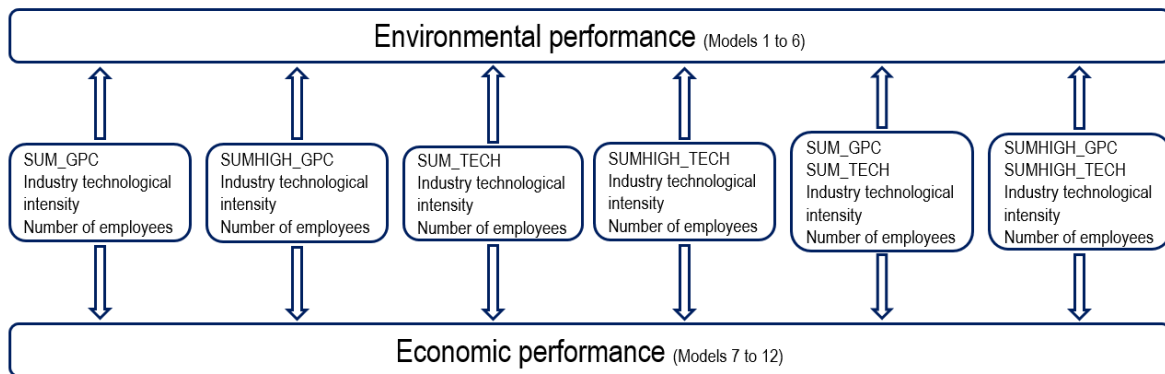 Environmental performance (Models 1 to 6)
SUM_GPC
Industry technological
intensity
Number of employees
SUMHIGH_GPC
Industry technological
intensity
Number of employees
SUM_TECH
Industry technological
intensity
Number of employees
SUMHIGH_TECH
Industry technological
intensity
Number of employees
SUM_GPC
SUM_TECH
Industry technological
intensity
Number of employees
SUMHIGH_GPC
SUMHIGH_TECH
Industry technological
intensity
Number of employees
Economic performance (Models 7 to 12)